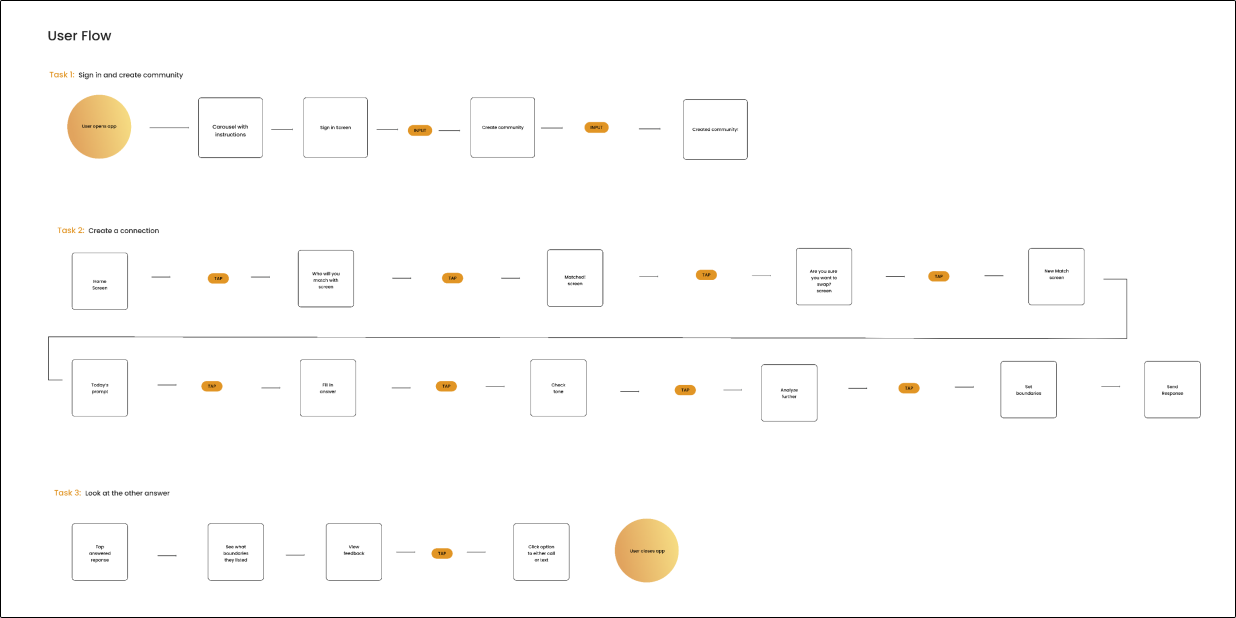 User Flow
Task 1: Sign in and create community
User opens app
Carousel with
instructions
Sign in Screen
INPUT
Create community
INPUT
Created community!
Task 2: Create a connection
Home
Screen
TAP
Who will you
match with
screen
TAP
Matched!
screen
TAP
Are you sure
you want to
swap?
screen
TAP
New Match
screen
Today's
prompt
TAP
Fill in
answer
TAP
Check
tone
TAP
Analyze
further
TAP
Set
boundaries
Send
Response
Task 3: Look at the other answer
Tap
answered
reponse
See what
boundaries
they listed
View
feedback
TAP
Click option
to either call
or text
User closes app